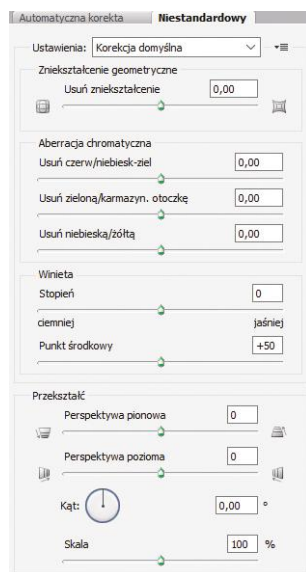 Automatyczna korekta Niestandardowy
Ustawienia: Korekcja domyślna
Zniekształcenie geometryczne
Usuń zniekształcenie 0,00
Aberracja chromatyczna
Usuń czerw/niebiesk-ziel 0,00
Usuń zieloną/karmazyn. otoczkę 0,00
Usuń niebieską/żółtą 0,00
Winieta
Stopień 0
ciemniej jaśniej
Punkt środkowy +50
Przekształć
Perspektywa pionowa 0
Perspektywa pozioma 0
Kąt: 0,00 °
Skala 100 %